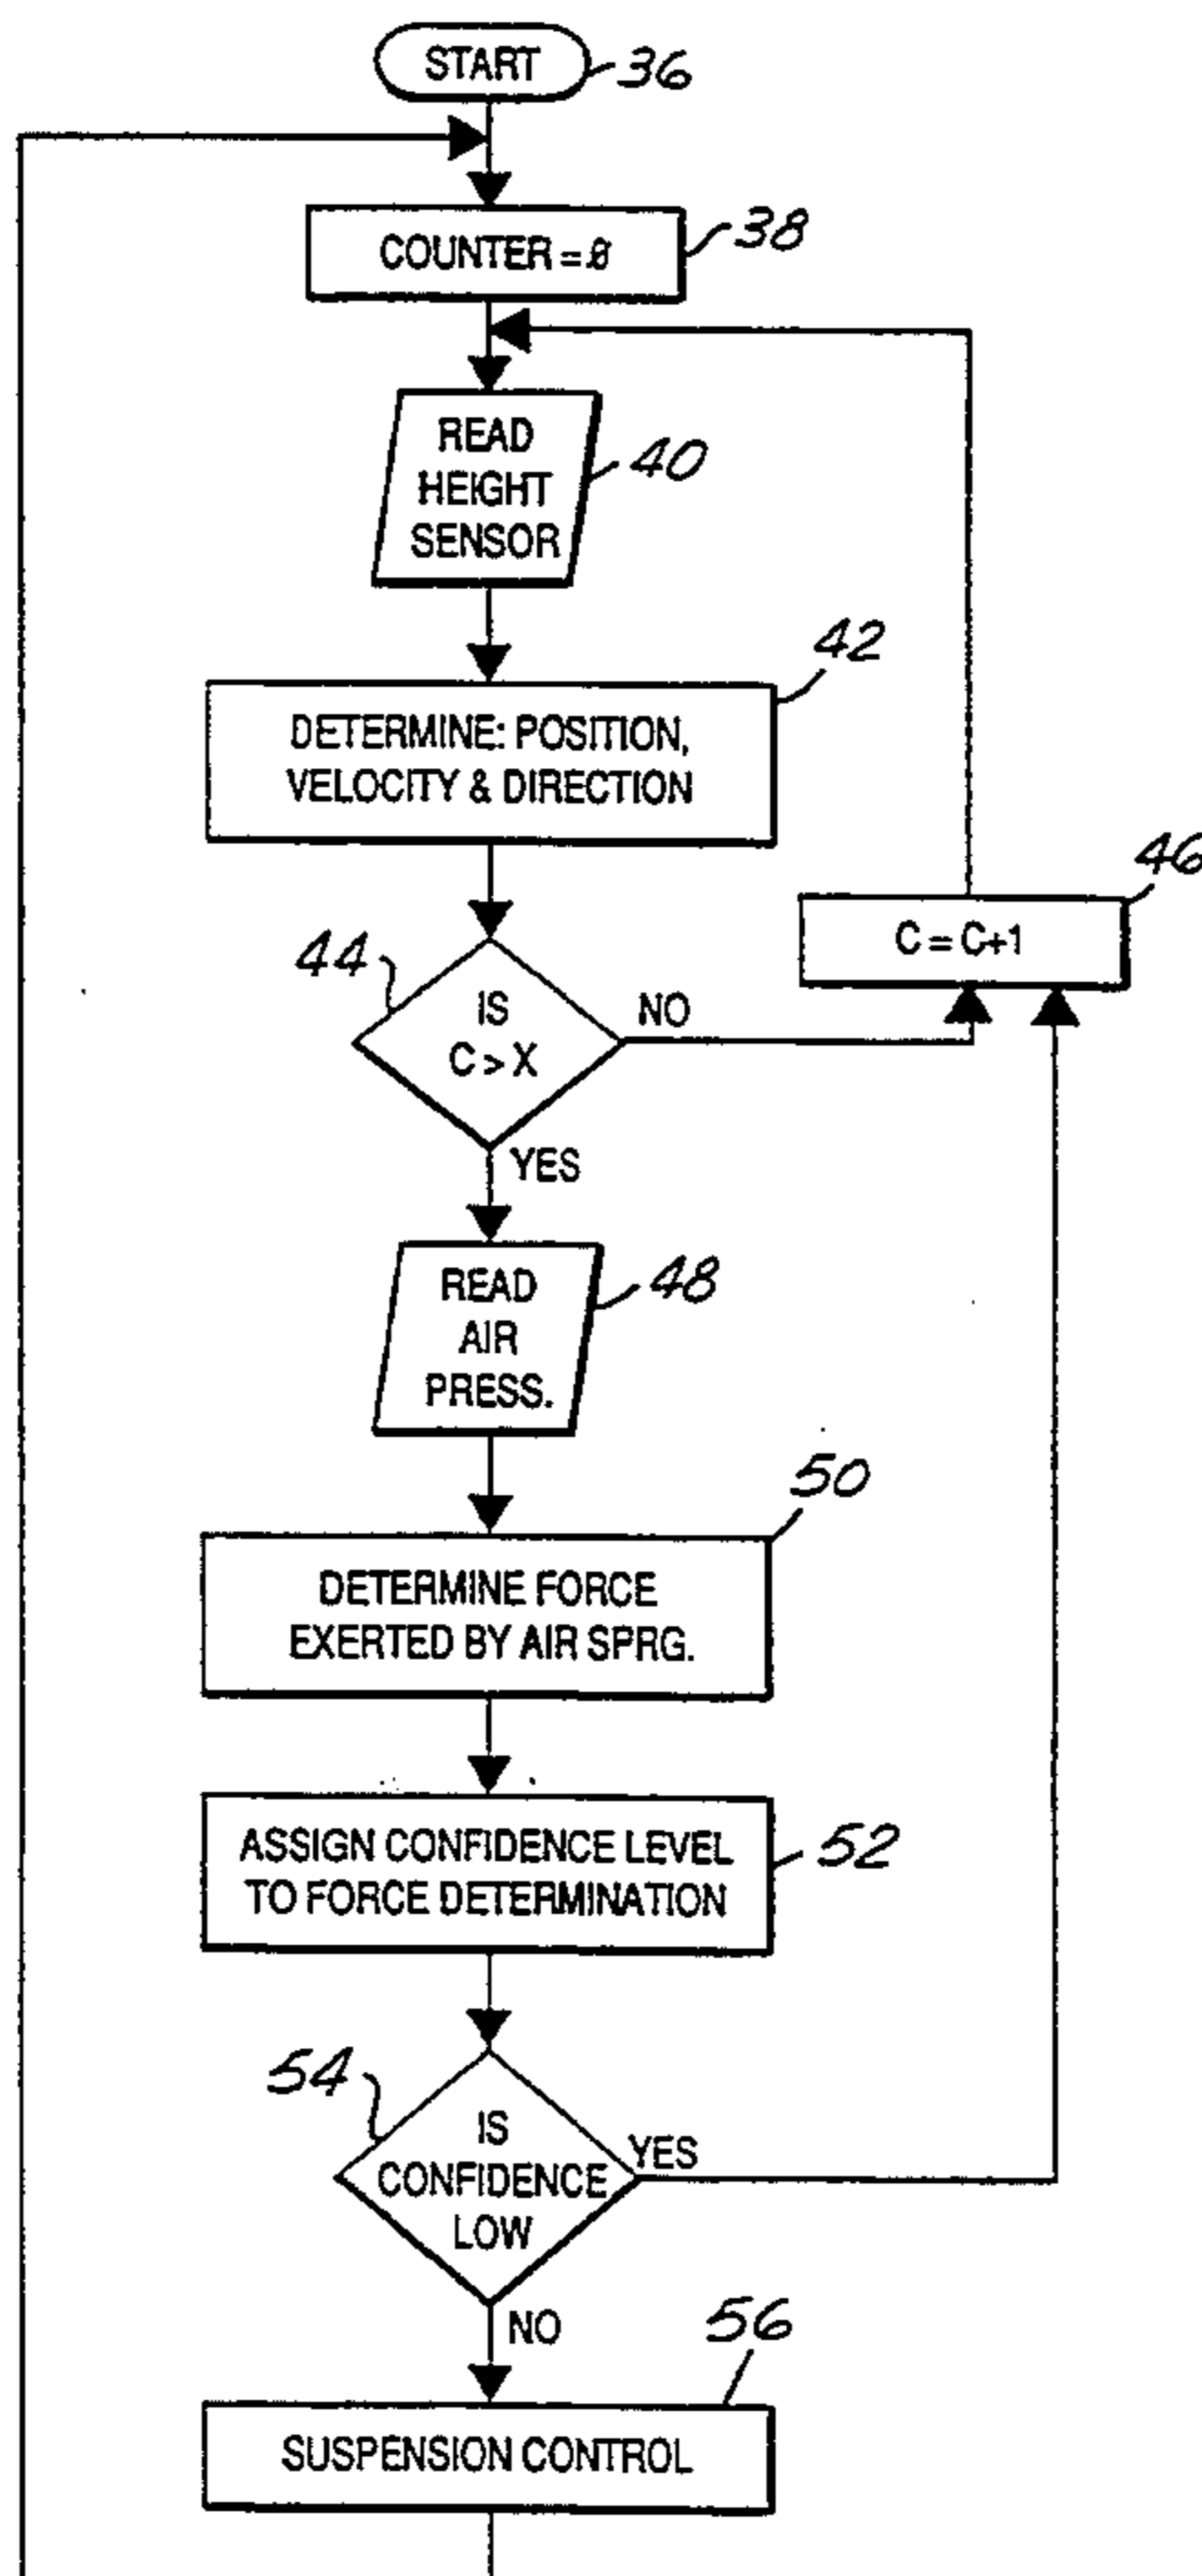 START
36
COUNTER = 0
38
READ
HEIGHT
SENSOR
40
42
DETERMINE: POSITION,
VELOCITY & DIRECTION
46
C = C+1
44
IS
C > X
NO
YES
READ
AIR
PRESS.
48
50
DETERMINE FORCE
EXERTED BY AIR SPRG.
ASSIGN CONFIDENCE LEVEL
TO FORCE DETERMINATION
52
54
IS
CONFIDENCE
LOW
YES
NO
56
SUSPENSION CONTROL